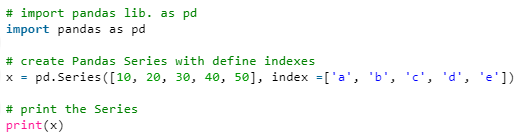 # import pandas lib. as pd
import pandas as pd
# create Pandas Series with define indexes
x = pd.Series([10, 20, 30, 40, 50], index =['a', 'b', 'c', 'd', 'e'])
# print the Series
print(x)